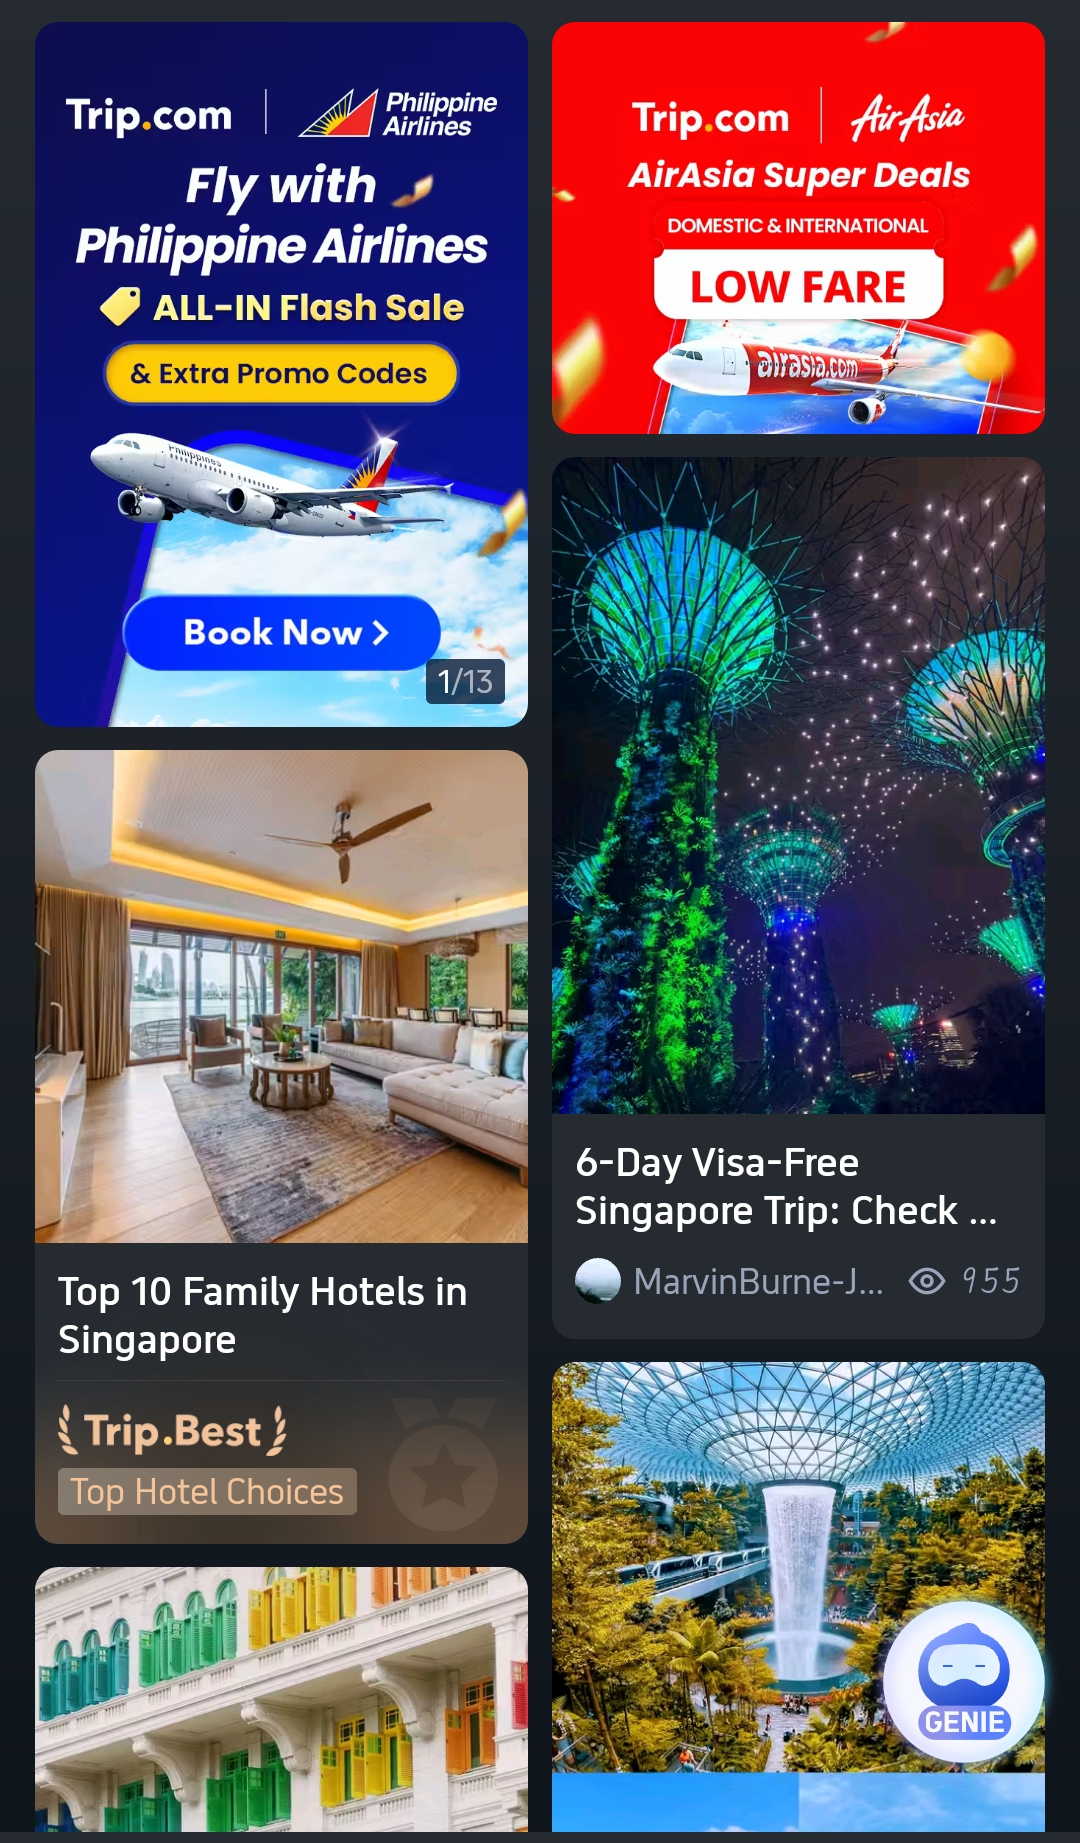 Trip.com
Philippine
Airlines
Fly with
Philippine Airlines
ALL-IN Flash Sale
& Extra Promo Codes
Philippines
Book Now >
1/13
Trip.com
AirAsia
AirAsia Super Deals
DOMESTIC & INTERNATIONAL
LOW FARE
airasia.com
6-Day Visa-Free
Singapore Trip: Check ...
MarvinBurne-J...
955
Top 10 Family Hotels in
Singapore
Trip.Best
Top Hotel Choices
GENIE